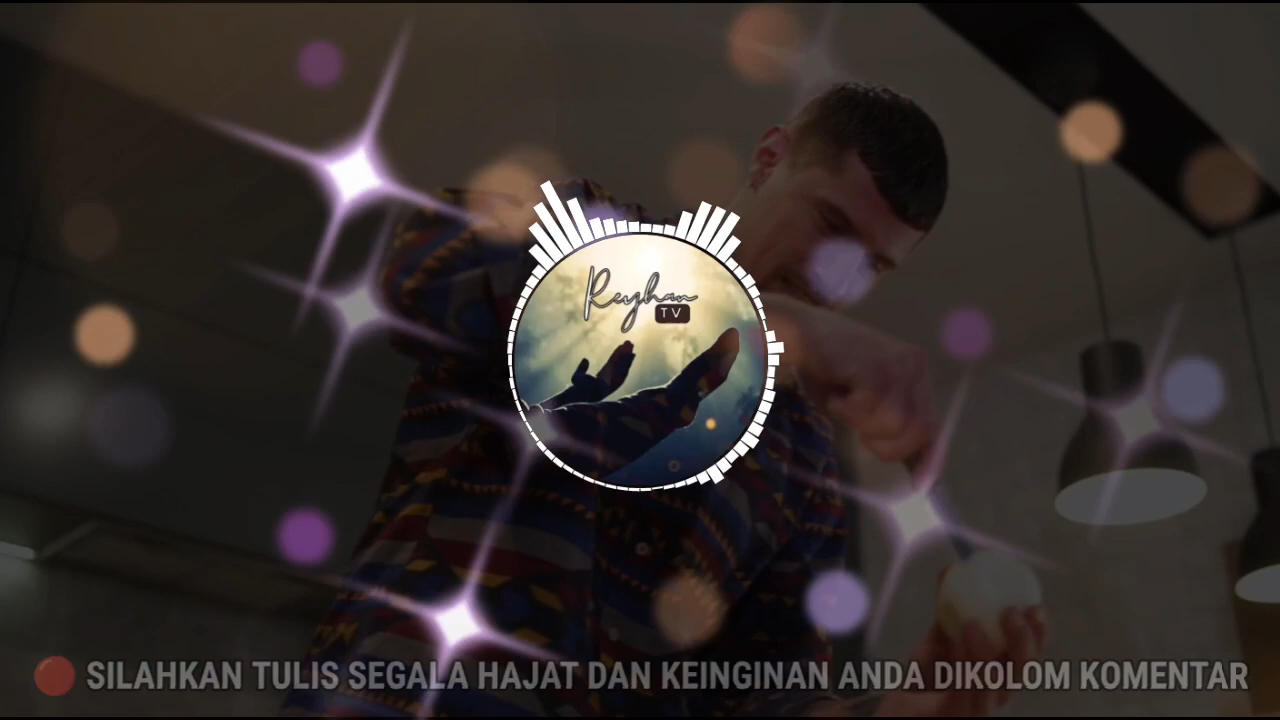 Reyhan
TV
SILAHKAN TULIS SEGALA HAJAT DAN KEINGINAN ANDA DIKOLOM KOMENTAR